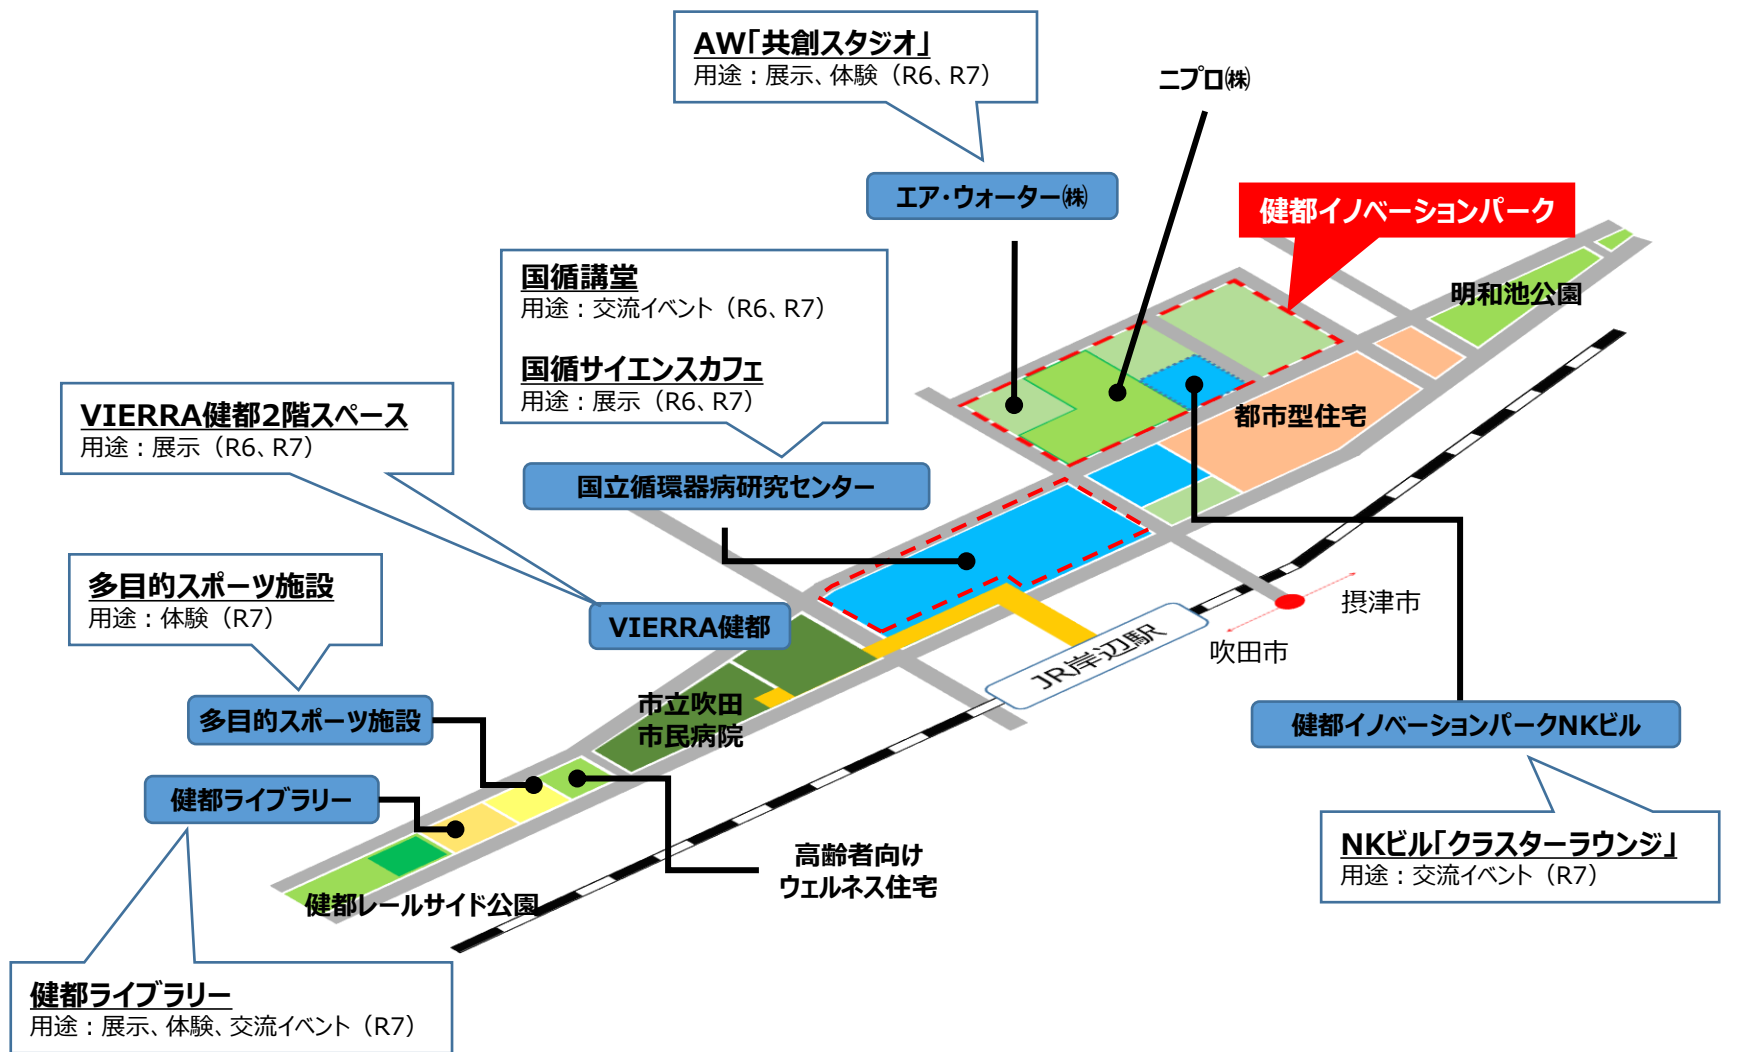 AW「共創スタジオ」
用途：展示、体験（R6、R7）
ニプロ㈱
エア・ウォーター㈱
健都イノベーションパーク
国循講堂
用途：交流イベント（R6、R7）
国循サイエンスカフェ
用途：展示（R6、R7）
明和池公園
VIERRA健都2階スペース
用途：展示（R6、R7）
都市型住宅
国立循環器病研究センター
多目的スポーツ施設
用途：体験（R7）
VIERRA健都
摂津市
吹田市
JR岸辺駅
多目的スポーツ施設
市立吹田
市民病院
健都イノベーションパークNKビル
健都ライブラリー
NKビル「クラスターラウンジ」
用途：交流イベント（R7）
高齢者向け
ウェルネス住宅
健都レールサイド公園
健都ライブラリー
用途：展示、体験、交流イベント（R7）